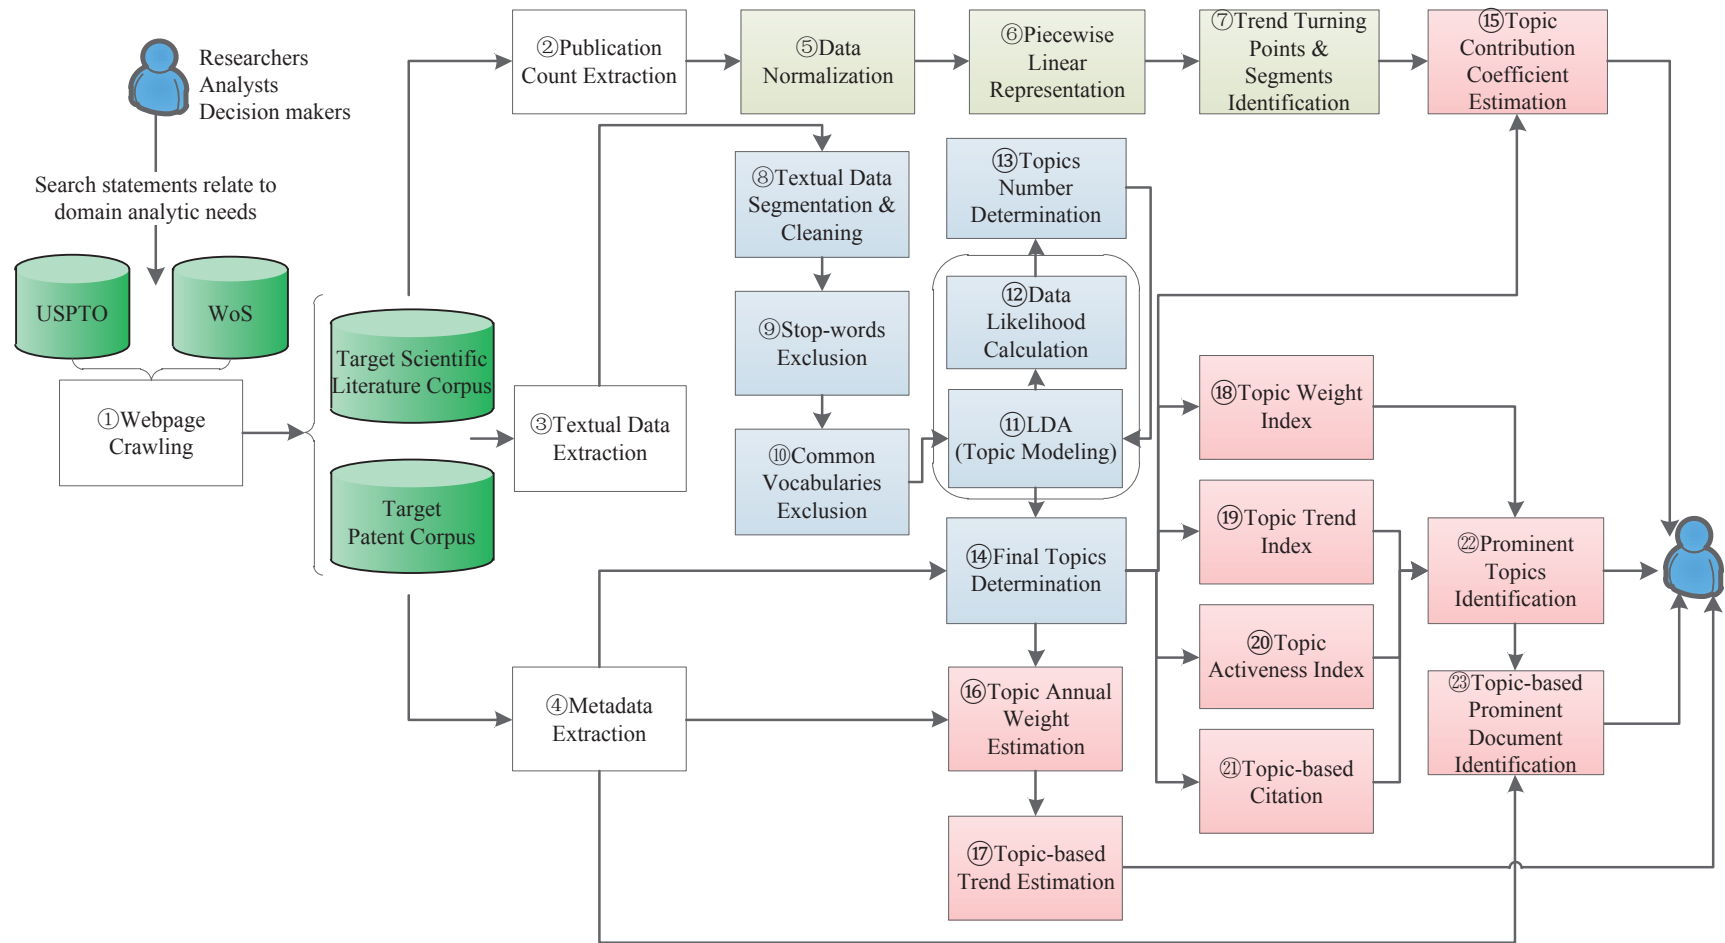 Researchers
Analysts
Decision makers
Search statements relate to
domain analytic needs
USPTO
WoS
①Webpage
Crawling
Target Scientific
Literature Corpus
Target
Patent Corpus
②Publication
Count Extraction
③Textual Data
Extraction
④Metadata
Extraction
⑤Data
Normalization
⑥Piecewise
Linear
Representation
⑦Trend Turning
Points &
Segments
Identification
⑧Textual Data
Segmentation &
Cleaning
⑨Stop-words
Exclusion
⑩Common
Vocabularies
Exclusion
⑪LDA
(Topic Modeling)
⑫Data
Likelihood
Calculation
⑬Topics
Number
Determination
⑭Final Topics
Determination
⑮Topic
Contribution
Coefficient
Estimation
⑯Topic Annual
Weight
Estimation
⑰Topic-based
Trend Estimation
⑱Topic Weight
Index
⑲Topic Trend
Index
⑳Topic
Activeness Index
㉑Topic-based
Citation
㉒Prominent
Topics
Identification
㉓Topic-based
Prominent
Document
Identification